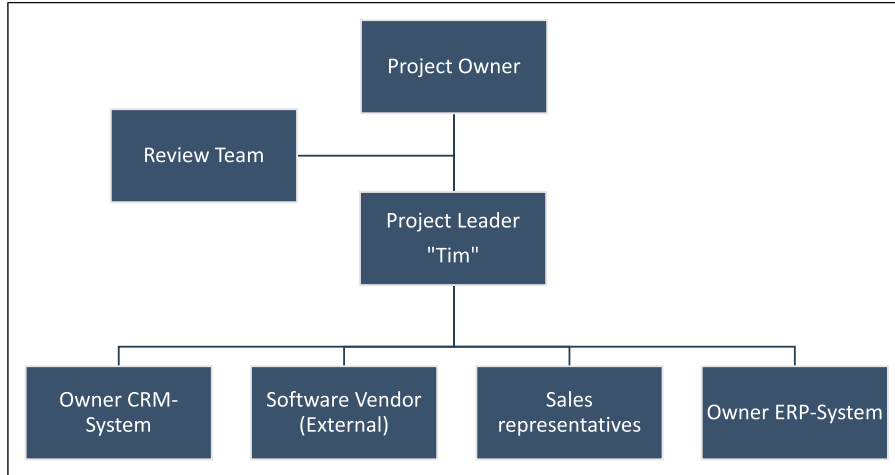 Project Owner
Review Team
Project Leader
"Tim"
Owner CRM-
System
Software Vendor
(External)
Sales
representatives
Owner ERP-System